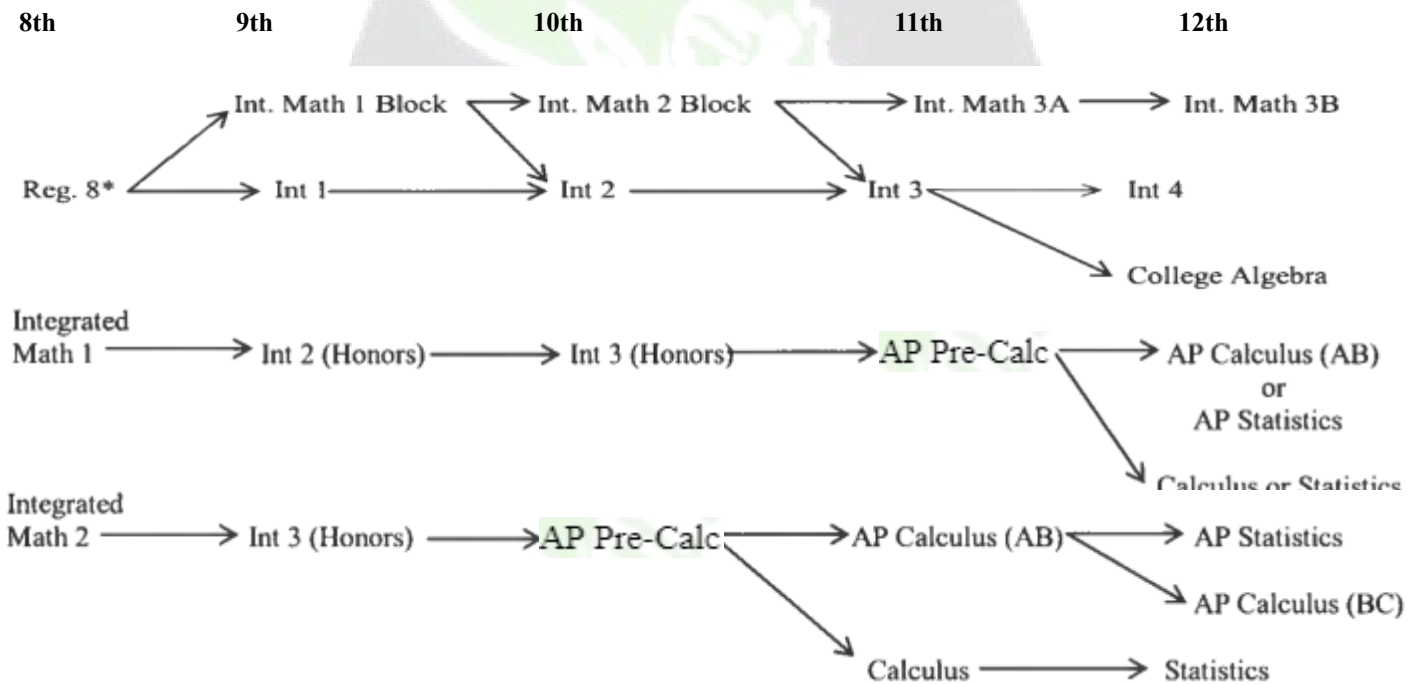 8th 9th 10th 11th 12th
Int. Math 1 Block Int. Math 2 Block Int. Math 3A Int. Math 3B
Reg. 8* Int 1 Int 2 Int 3 Int 4
College Algebra
Integrated
Math 1 Int 2 (Honors) Int 3 (Honors) AP Pre-Calc AP Calculus (AB)
or
AP Statistics
Calculus or Statistics
Integrated
Math 2 Int 3 (Honors) AP Pre-Calc AP Calculus (AB) AP Statistics
AP Calculus (BC)
Calculus Statistics